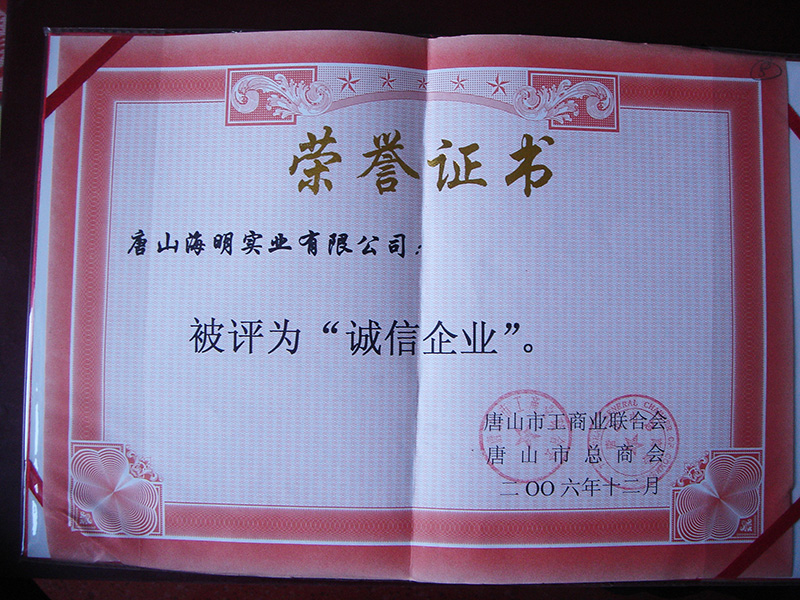 荣誉证书
唐山海明实业有限公司：
被评为“诚信企业”。
唐山市工商业联合会
唐山市总商会
二OO六年十二月